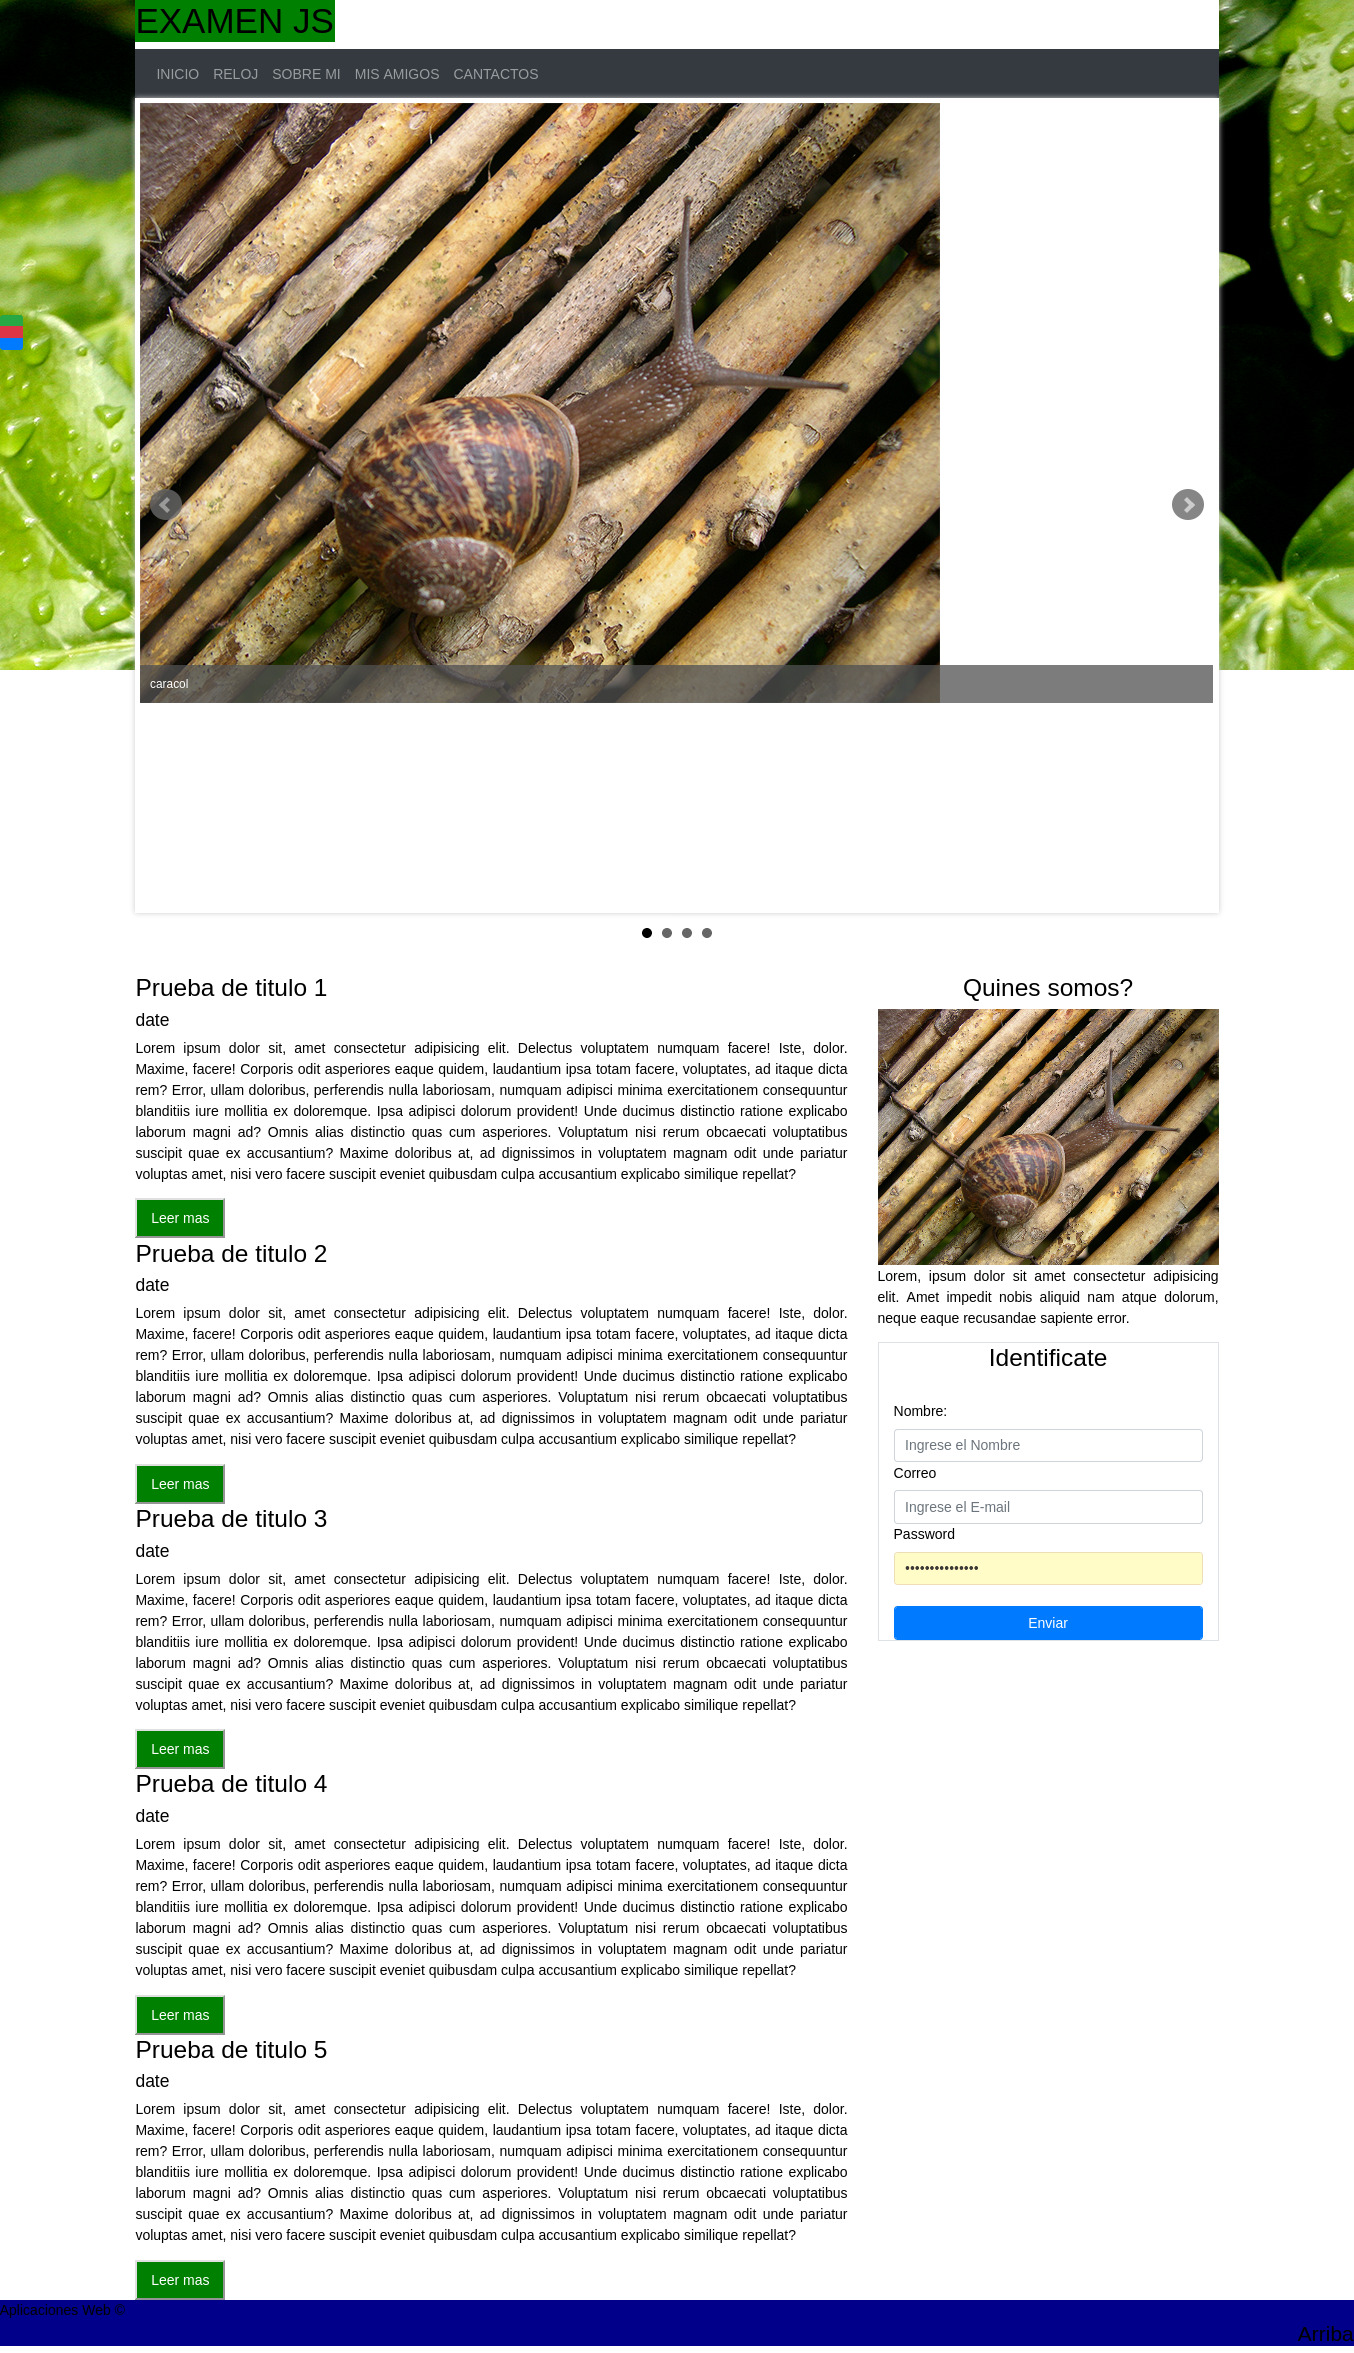 EXAMEN JS
INICIO RELOJ SOBRE MI MIS AMIGOS CANTACTOS
caracol
Prueba de titulo 1
date
Lorem ipsum dolor sit, amet consectetur adipisicing elit. Delectus voluptatem numquam facere! Iste, dolor.
Maxime, facere! Corporis odit asperiores eaque quidem, laudantium ipsa totam facere, voluptates, ad itaque dicta
rem? Error, ullam doloribus, perferendis nulla laboriosam, numquam adipisci minima exercitationem consequuntur
blanditiis iure mollitia ex doloremque. Ipsa adipisci dolorum provident! Unde ducimus distinctio ratione explicabo
laborum magni ad? Omnis alias distinctio quas cum asperiores. Voluptatum nisi rerum obcaecati voluptatibus
suscipit quae ex accusantium? Maxime doloribus at, ad dignissimos in voluptatem magnam odit unde pariatur
voluptas amet, nisi vero facere suscipit eveniet quibusdam culpa accusantium explicabo similique repellat?
Leer mas
Prueba de titulo 2
date
Lorem ipsum dolor sit, amet consectetur adipisicing elit. Delectus voluptatem numquam facere! Iste, dolor.
Maxime, facere! Corporis odit asperiores eaque quidem, laudantium ipsa totam facere, voluptates, ad itaque dicta
rem? Error, ullam doloribus, perferendis nulla laboriosam, numquam adipisci minima exercitationem consequuntur
blanditiis iure mollitia ex doloremque. Ipsa adipisci dolorum provident! Unde ducimus distinctio ratione explicabo
laborum magni ad? Omnis alias distinctio quas cum asperiores. Voluptatum nisi rerum obcaecati voluptatibus
suscipit quae ex accusantium? Maxime doloribus at, ad dignissimos in voluptatem magnam odit unde pariatur
voluptas amet, nisi vero facere suscipit eveniet quibusdam culpa accusantium explicabo similique repellat?
Leer mas
Prueba de titulo 3
date
Lorem ipsum dolor sit, amet consectetur adipisicing elit. Delectus voluptatem numquam facere! Iste, dolor.
Maxime, facere! Corporis odit asperiores eaque quidem, laudantium ipsa totam facere, voluptates, ad itaque dicta
rem? Error, ullam doloribus, perferendis nulla laboriosam, numquam adipisci minima exercitationem consequuntur
blanditiis iure mollitia ex doloremque. Ipsa adipisci dolorum provident! Unde ducimus distinctio ratione explicabo
laborum magni ad? Omnis alias distinctio quas cum asperiores. Voluptatum nisi rerum obcaecati voluptatibus
suscipit quae ex accusantium? Maxime doloribus at, ad dignissimos in voluptatem magnam odit unde pariatur
voluptas amet, nisi vero facere suscipit eveniet quibusdam culpa accusantium explicabo similique repellat?
Leer mas
Prueba de titulo 4
date
Lorem ipsum dolor sit, amet consectetur adipisicing elit. Delectus voluptatem numquam facere! Iste, dolor.
Maxime, facere! Corporis odit asperiores eaque quidem, laudantium ipsa totam facere, voluptates, ad itaque dicta
rem? Error, ullam doloribus, perferendis nulla laboriosam, numquam adipisci minima exercitationem consequuntur
blanditiis iure mollitia ex doloremque. Ipsa adipisci dolorum provident! Unde ducimus distinctio ratione explicabo
laborum magni ad? Omnis alias distinctio quas cum asperiores. Voluptatum nisi rerum obcaecati voluptatibus
suscipit quae ex accusantium? Maxime doloribus at, ad dignissimos in voluptatem magnam odit unde pariatur
voluptas amet, nisi vero facere suscipit eveniet quibusdam culpa accusantium explicabo similique repellat?
Leer mas
Prueba de titulo 5
date
Lorem ipsum dolor sit, amet consectetur adipisicing elit. Delectus voluptatem numquam facere! Iste, dolor.
Maxime, facere! Corporis odit asperiores eaque quidem, laudantium ipsa totam facere, voluptates, ad itaque dicta
rem? Error, ullam doloribus, perferendis nulla laboriosam, numquam adipisci minima exercitationem consequuntur
blanditiis iure mollitia ex doloremque. Ipsa adipisci dolorum provident! Unde ducimus distinctio ratione explicabo
laborum magni ad? Omnis alias distinctio quas cum asperiores. Voluptatum nisi rerum obcaecati voluptatibus
suscipit quae ex accusantium? Maxime doloribus at, ad dignissimos in voluptatem magnam odit unde pariatur
voluptas amet, nisi vero facere suscipit eveniet quibusdam culpa accusantium explicabo similique repellat?
Leer mas
Quines somos?
Lorem, ipsum dolor sit amet consectetur adipisicing
elit. Amet impedit nobis aliquid nam atque dolorum,
neque eaque recusandae sapiente error.
Identificate
Nombre:
Ingrese el Nombre
Correo
Ingrese el E-mail
Password
•••••••••••••••
Enviar
Aplicaciones Web ©
Arriba